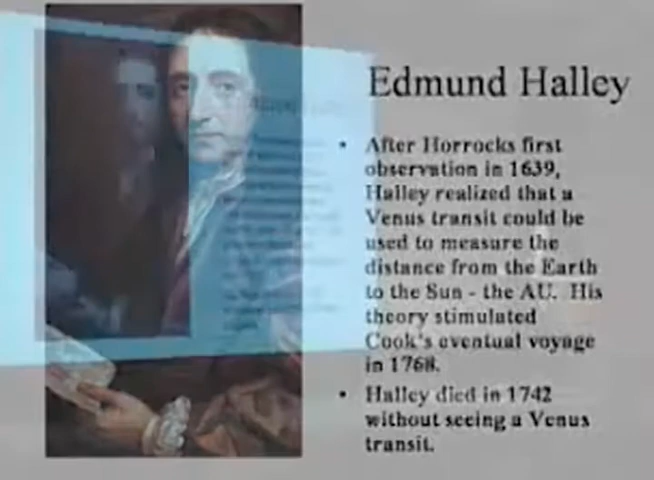 Edmund Halley
• After Horrocks first
observation in 1639,
Halley realized that a
Venus transit could be
used to measure the
distance from the Earth
to the Sun - the AU. His
theory stimulated
Cook's eventual voyage
in 1768.
• Halley died in 1742
without seeing a Venus
transit.